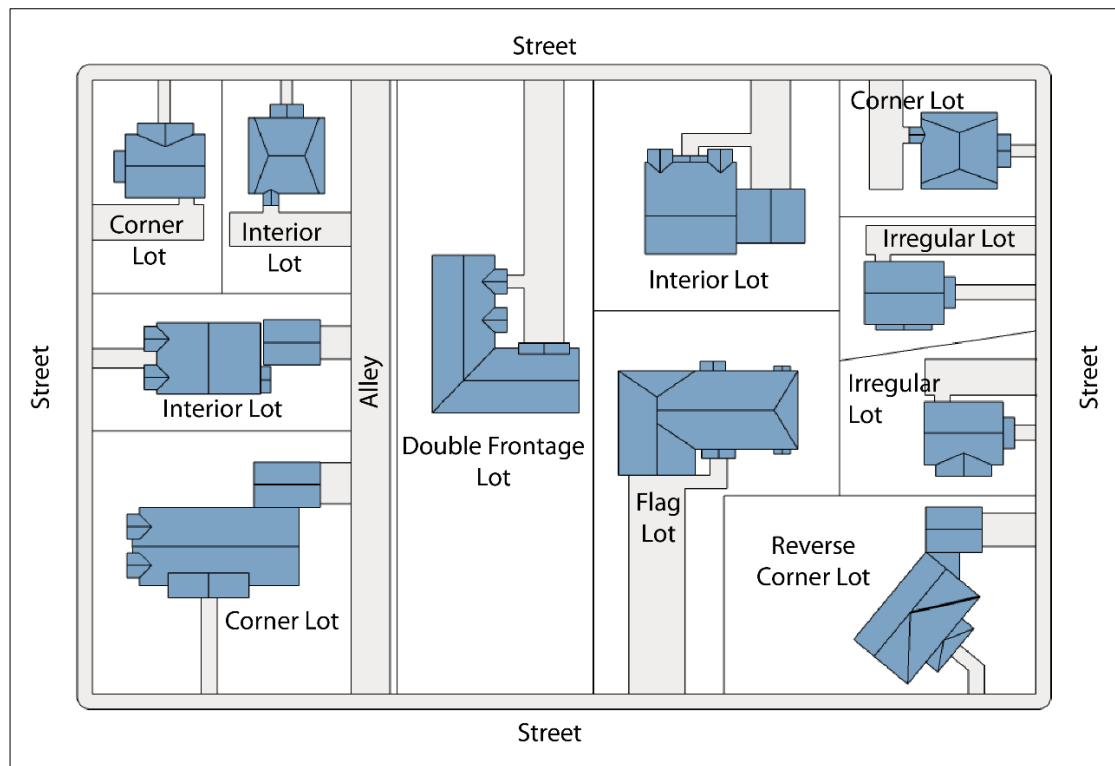 Street
Corner Lot
Corner
Lot
Interior
Lot
Irregular Lot
Interior Lot
Street
Alley
Street
Interior Lot
Irregular
Lot
Double Frontage
Lot
Flag
Lot
Reverse
Corner Lot
Corner Lot
Street